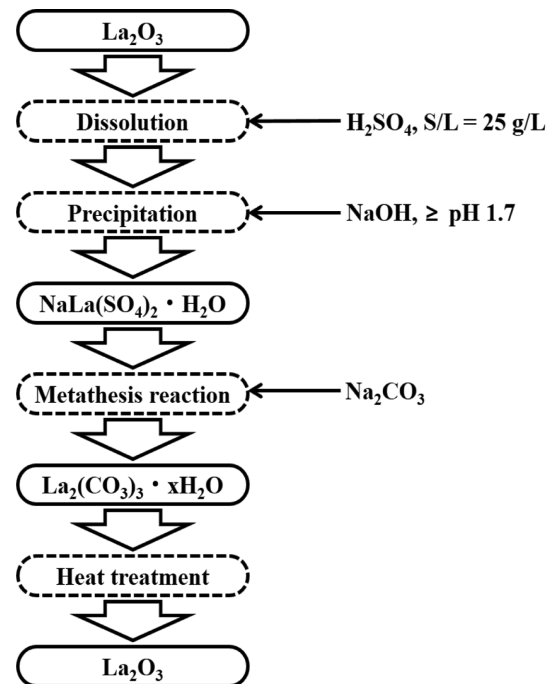 La₂O₃
Dissolution
H₂SO₄, S/L = 25 g/L
Precipitation
NaOH, ≥ pH 1.7
NaLa(SO₄)₂・H₂O
Metathesis reaction
Na₂CO₃
La₂(CO₃)₃・xH₂O
Heat treatment
La₂O₃